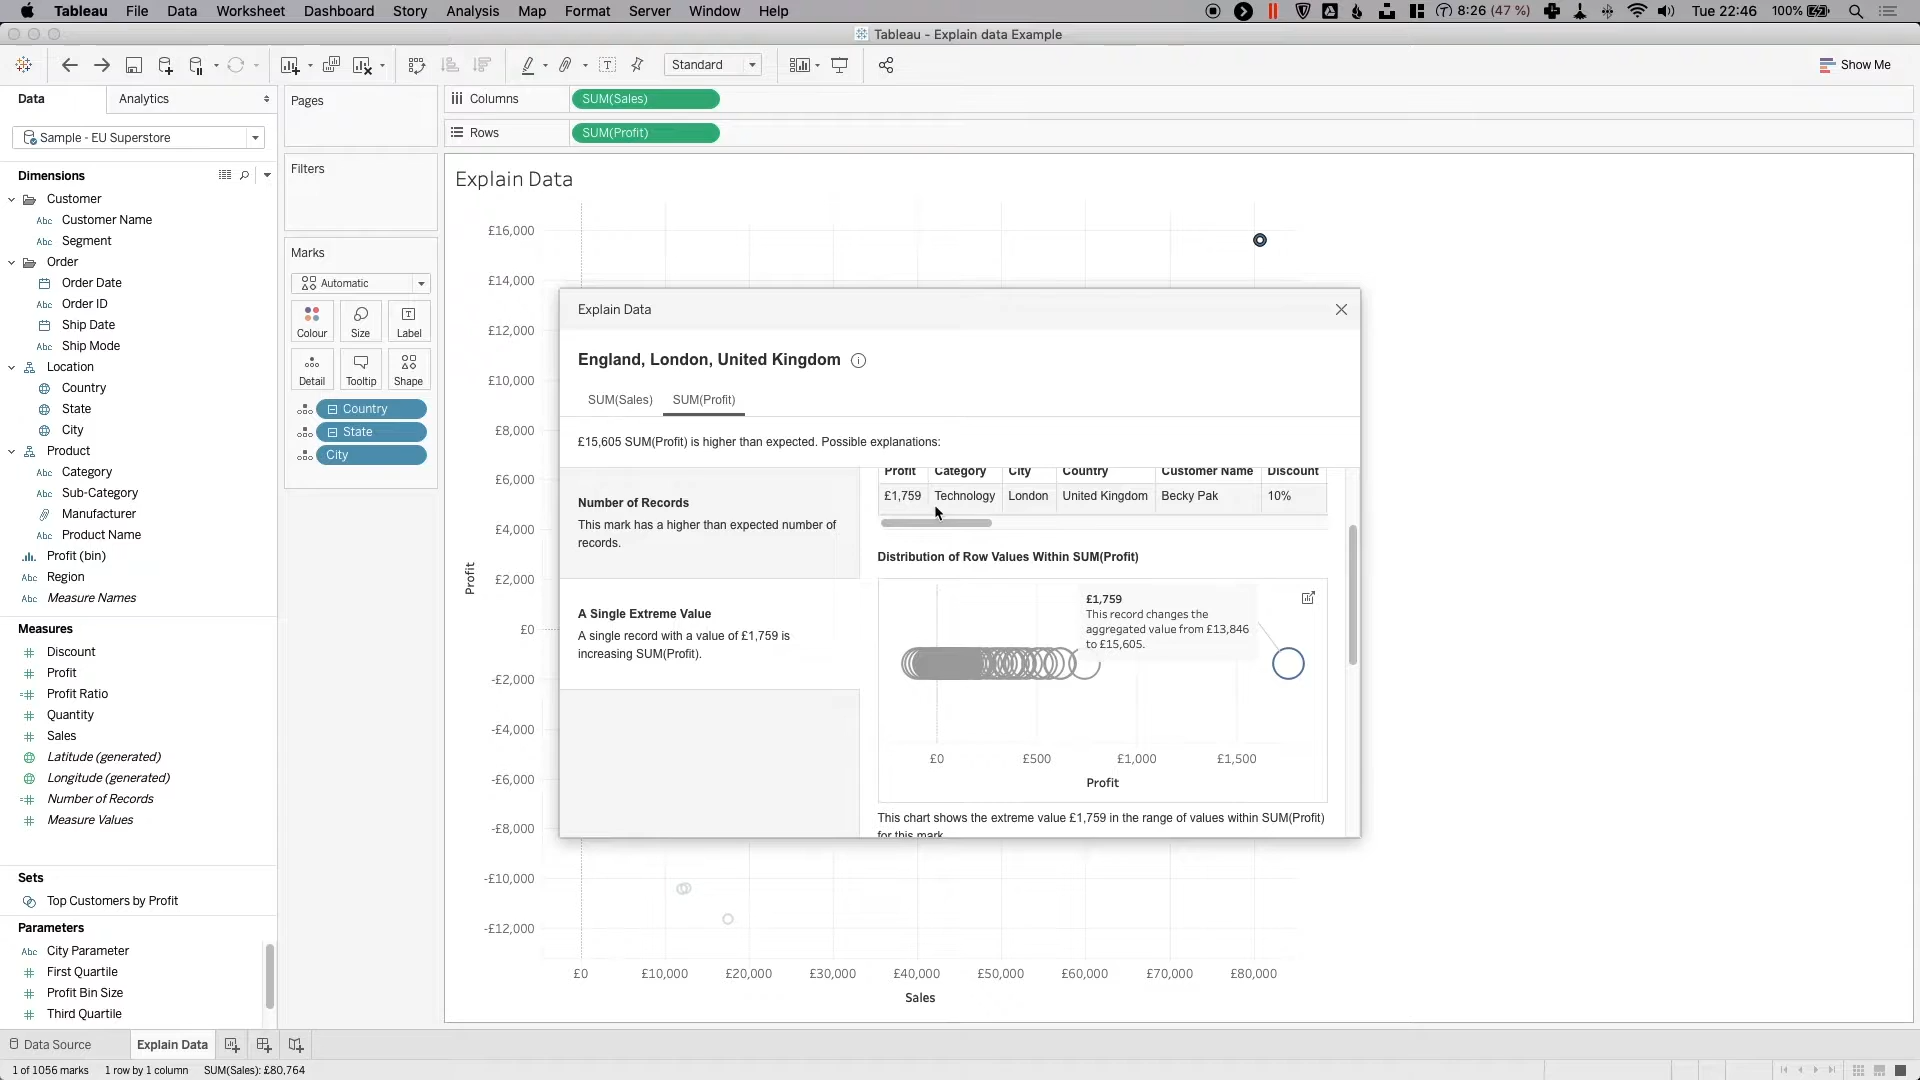 Tableau File Data Worksheet Dashboard Story Analysis Map Format Server Window Help 8:26 (47 %) Tue 22:46 100%
Tableau - Explain data Example
Standard Show Me
Data Analytics
Sample - EU Superstore
Dimensions
Customer
Abc Customer Name
Abc Segment
Order
Order Date
Abc Order ID
Ship Date
Abc Ship Mode
Location
Country
State
City
Product
Abc Category
Abc Sub-Category
Manufacturer
Abc Product Name
Profit (bin)
Abc Region
Abc Measure Names
Measures
# Discount
# Profit
=# Profit Ratio
# Quantity
# Sales
Latitude (generated)
Longitude (generated)
=# Number of Records
# Measure Values
Sets
Top Customers by Profit
Parameters
Abc City Parameter
# First Quartile
# Profit Bin Size
# Third Quartile
Pages
Filters
Marks
Automatic
Colour Size Label
Detail Tooltip Shape
Country
State
City
Columns SUM(Sales)
Rows SUM(Profit)
Explain Data
£16,000
£14,000
£12,000
£10,000
£8,000
£6,000
£4,000
£2,000
£0
-£2,000
-£4,000
-£6,000
-£8,000
-£10,000
-£12,000
Profit
£0 £10,000 £20,000 £30,000 £40,000 £50,000 £60,000 £70,000 £80,000
Sales
Explain Data
England, London, United Kingdom
SUM(Sales) SUM(Profit)
£15,605 SUM(Profit) is higher than expected. Possible explanations:
Number of Records
This mark has a higher than expected number of
records.
A Single Extreme Value
A single record with a value of £1,759 is
increasing SUM(Profit).
Profit Category City Country Customer Name Discount
£1,759 Technology London United Kingdom Becky Pak 10%
Distribution of Row Values Within SUM(Profit)
£1,759
This record changes the
aggregated value from £13,846
to £15,605.
£0 £500 £1,000 £1,500
Profit
This chart shows the extreme value £1,759 in the range of values within SUM(Profit)
for this mark
Data Source Explain Data
1 of 1056 marks 1 row by 1 column SUM(Sales): £80,764